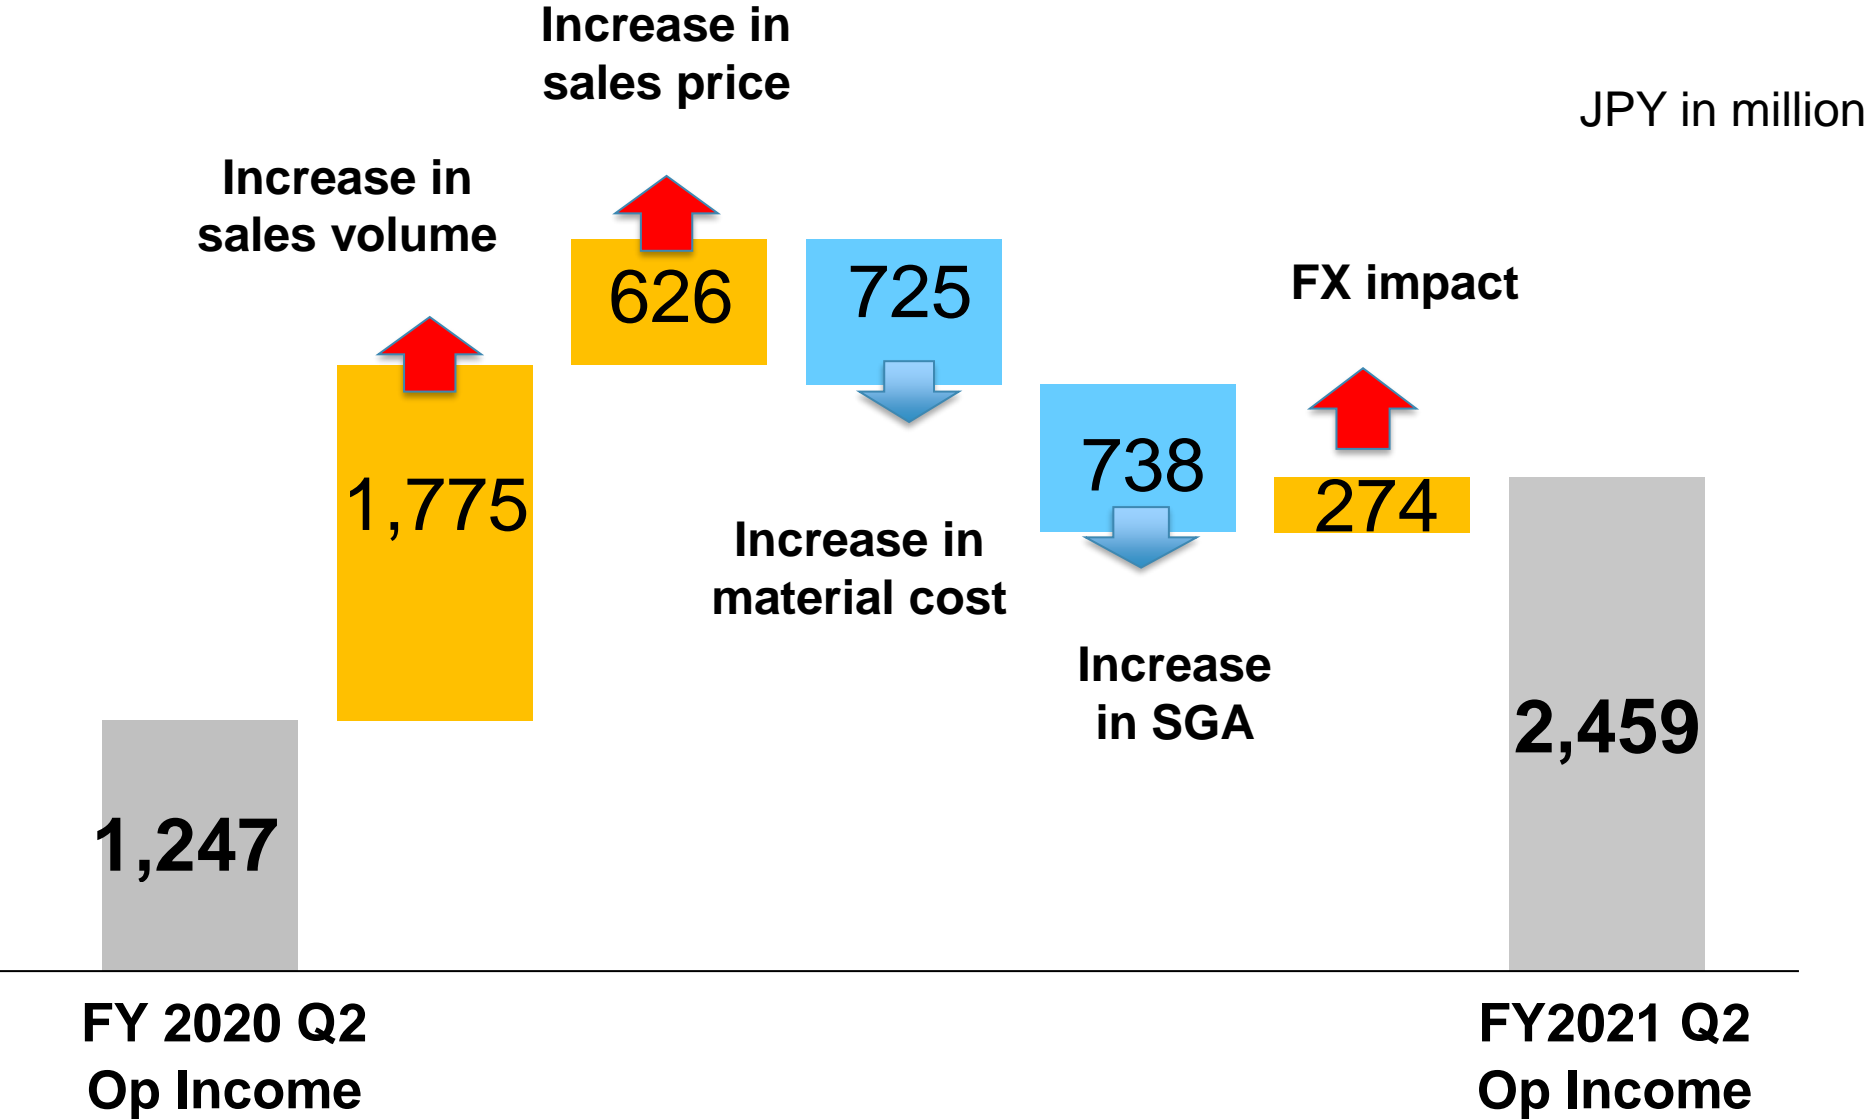 Increase in
sales price
JPY in million
Increase in
sales volume
626
725
FX impact
1,775
738
274
Increase in
material cost
Increase
in SGA
2,459
1,247
FY 2020 Q2
Op Income
FY2021 Q2
Op Income